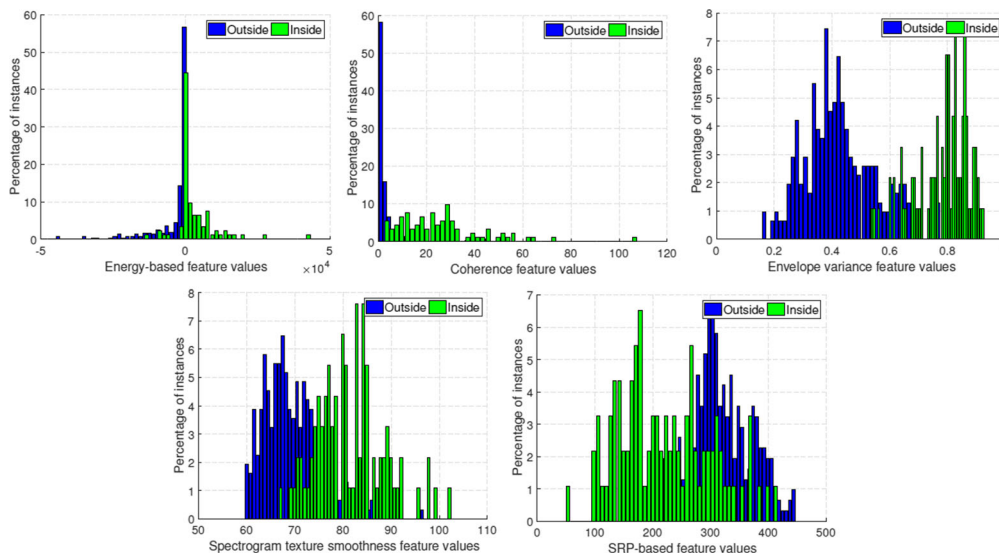 Percentage of instances
60
50
40
30
20
10
0
-5 0 5
×10⁴
Energy-based feature values
Outside Inside
Percentage of instances
60
50
40
30
20
10
0
0 20 40 60 80 100 120
Coherence feature values
Outside Inside
Percentage of instances
8
7
6
5
4
3
2
1
0
0.2 0.4 0.6 0.8 1
Envelope variance feature values
Outside Inside
Percentage of instances
8
7
6
5
4
3
2
1
0
50 60 70 80 90 100 110
Spectrogram texture smoothness feature values
Outside Inside
Percentage of instances
7
6
5
4
3
2
1
0
0 100 200 300 400 500
SRP-based feature values
Outside Inside